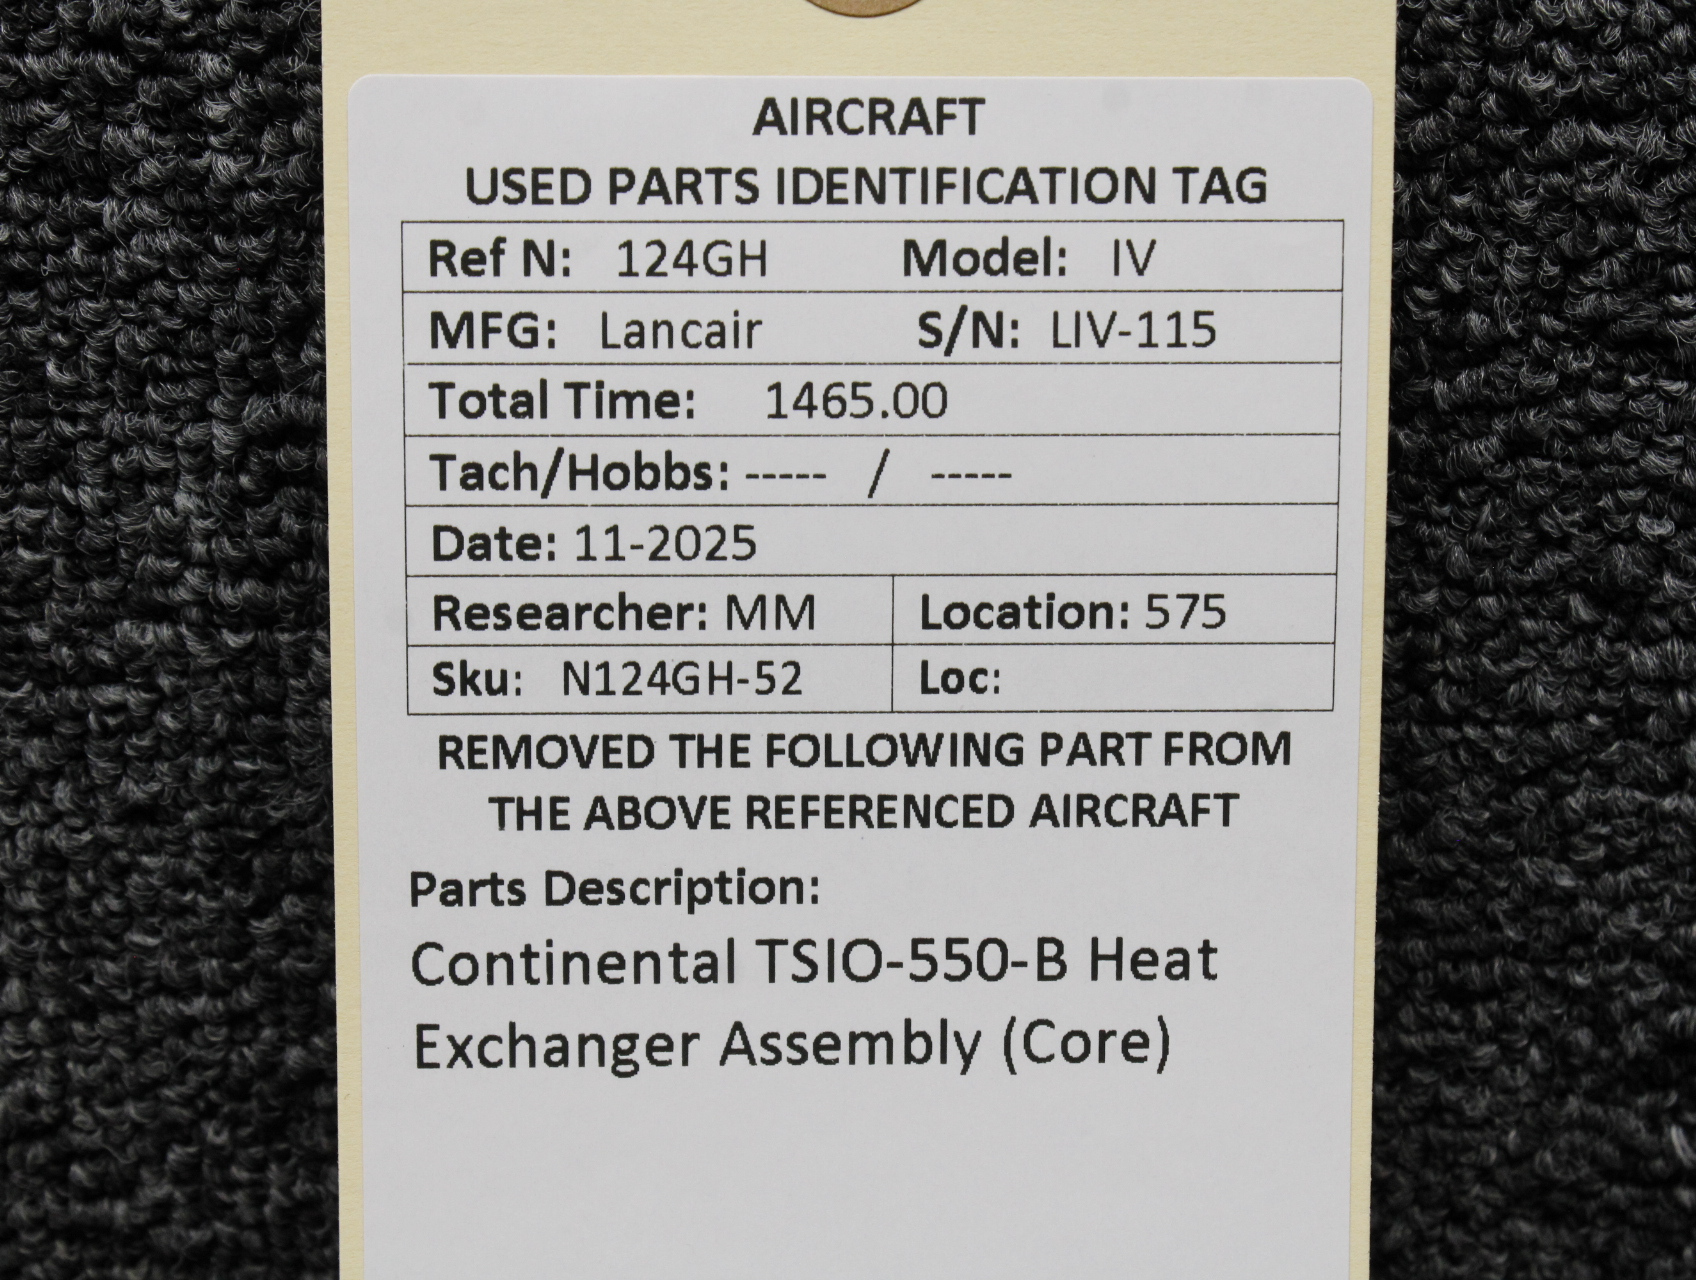 AIRCRAFT
USED PARTS IDENTIFICATION TAG
Ref N: 124GH Model: IV
MFG: Lancair S/N: LIV-115
Total Time: 1465.00
Tach/Hobbs: ----- / -----
Date: 11-2025
Researcher: MM Location: 575
Sku: N124GH-52 Loc:
REMOVED THE FOLLOWING PART FROM
THE ABOVE REFERENCED AIRCRAFT
Parts Description:
Continental TSIO-550-B Heat
Exchanger Assembly (Core)